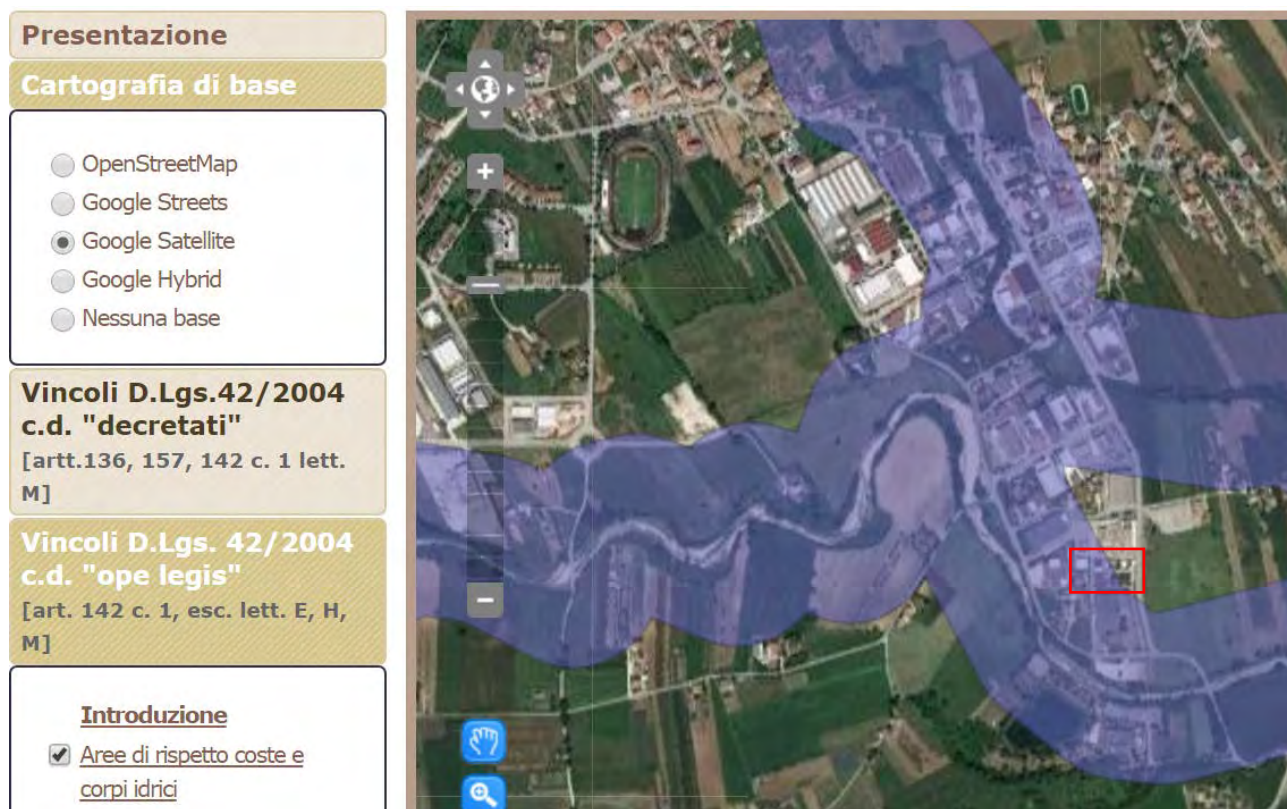 Presentazione
Cartografia di base
OpenStreetMap
Google Streets
Google Satellite
Google Hybrid
Nessuna base
Vincoli D.Lgs.42/2004
c.d. "decretati"
[artt.136, 157, 142 c. 1 lett.
M]
Vincoli D.Lgs. 42/2004
c.d. "ope legis"
[art. 142 c. 1, esc. lett. E, H,
M]
Introduzione
Aree di rispetto coste e
corpi idrici